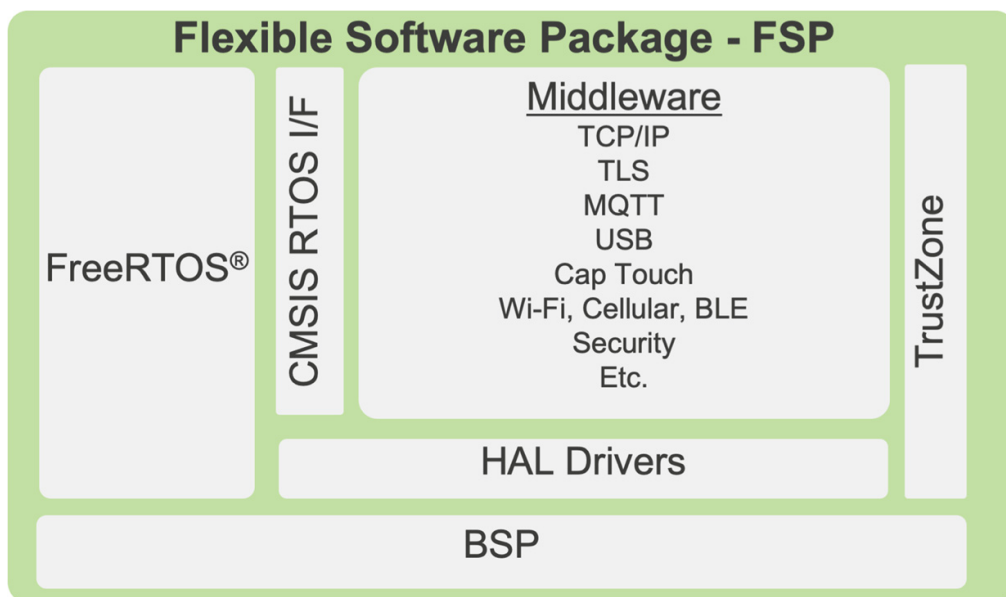 Flexible Software Package - FSP
FreeRTOS®
CMSIS RTOS I/F
Middleware
TCP/IP
TLS
MQTT
USB
Cap Touch
Wi-Fi, Cellular, BLE
Security
Etc.
TrustZone
HAL Drivers
BSP